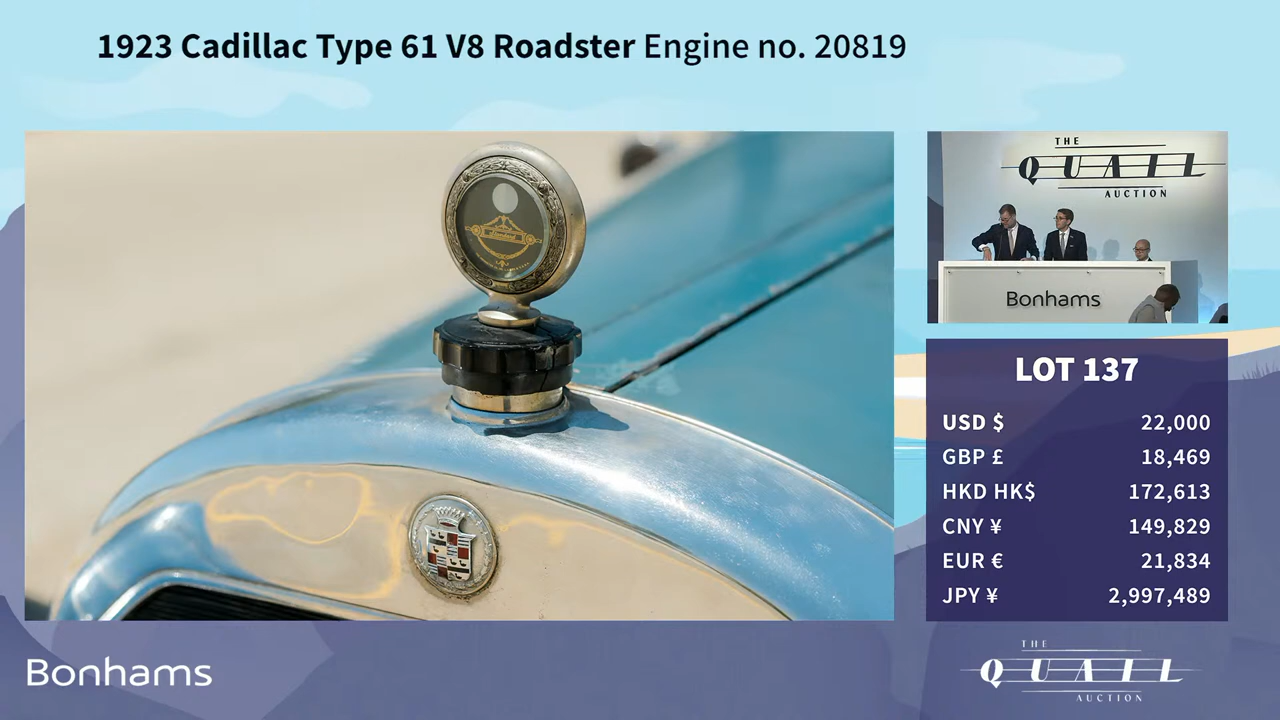 1923 Cadillac Type 61 V8 Roadster Engine no. 20819
THE
QUAIL
AUCTION
Bonhams
LOT 137
USD $ 22,000
GBP £ 18,469
HKD HK$ 172,613
CNY ¥ 149,829
EUR € 21,834
JPY ¥ 2,997,489
Bonhams
THE
QUAIL
AUCTION